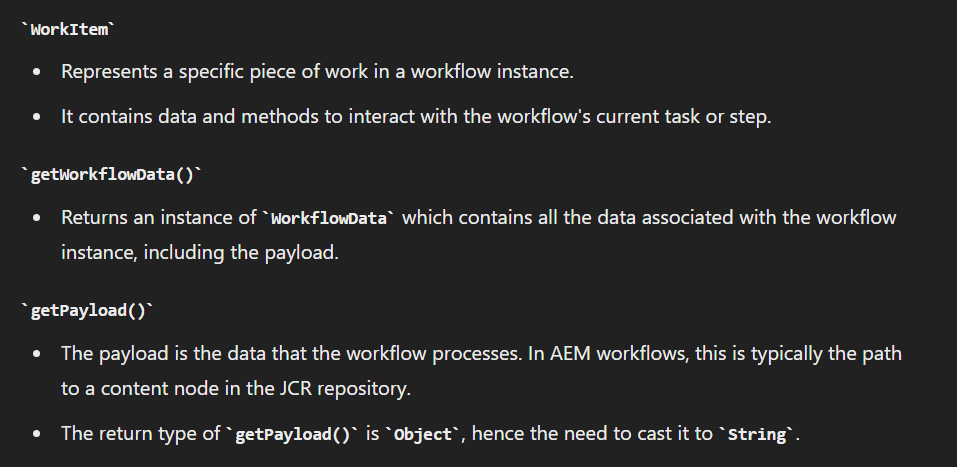 `WorkItem`
• Represents a specific piece of work in a workflow instance.
• It contains data and methods to interact with the workflow's current task or step.
`getWorkflowData()`
• Returns an instance of `WorkflowData` which contains all the data associated with the workflow
instance, including the payload.
`getPayload()`
• The payload is the data that the workflow processes. In AEM workflows, this is typically the path
to a content node in the JCR repository.
• The return type of `getPayload()` is `Object`, hence the need to cast it to `String`.